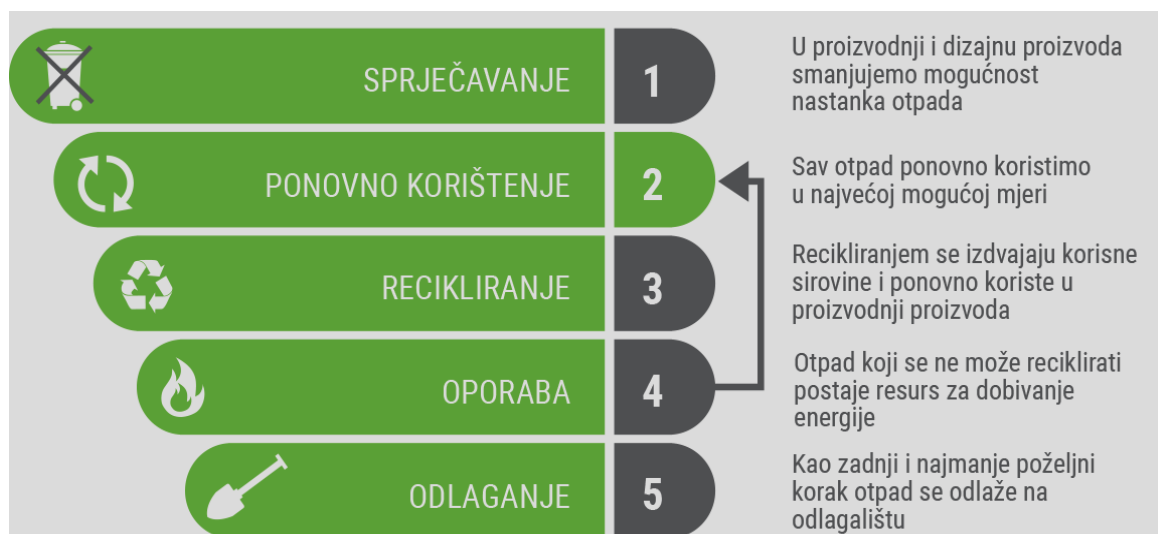 SPRJEČAVANJE 1
U proizvodnji i dizajnu proizvoda
smanjujemo mogućnost
nastanka otpada
PONOVNO KORIŠTENJE 2
Sav otpad ponovno koristimo
u najvećoj mogućoj mjeri
RECIKLIRANJE 3
Recikliranjem se izdvajaju korisne
sirovine i ponovno koriste u
proizvodnji proizvoda
OPORABA 4
Otpad koji se ne može reciklirati
postaje resurs za dobivanje
energije
ODLAGANJE 5
Kao zadnji i najmanje poželjni
korak otpad se odlaže na
odlagalištu